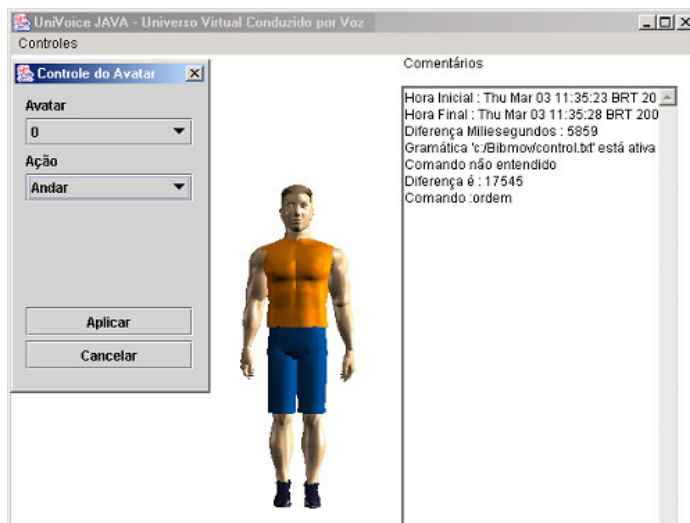 UniVoice JAVA - Universo Virtual Conduzido por Voz
Controles
Controle do Avatar
Avatar
0
Ação
Andar
Aplicar
Cancelar
Comentários
Hora Inicial : Thu Mar 03 11:35:23 BRT 20
Hora Final : Thu Mar 03 11:35:28 BRT 200
Diferença Miliesegundos : 5859
Gramática 'c:/Bibmov/control.txt' está ativa
Comando não entendido
Diferença é : 17545
Comando :ordem